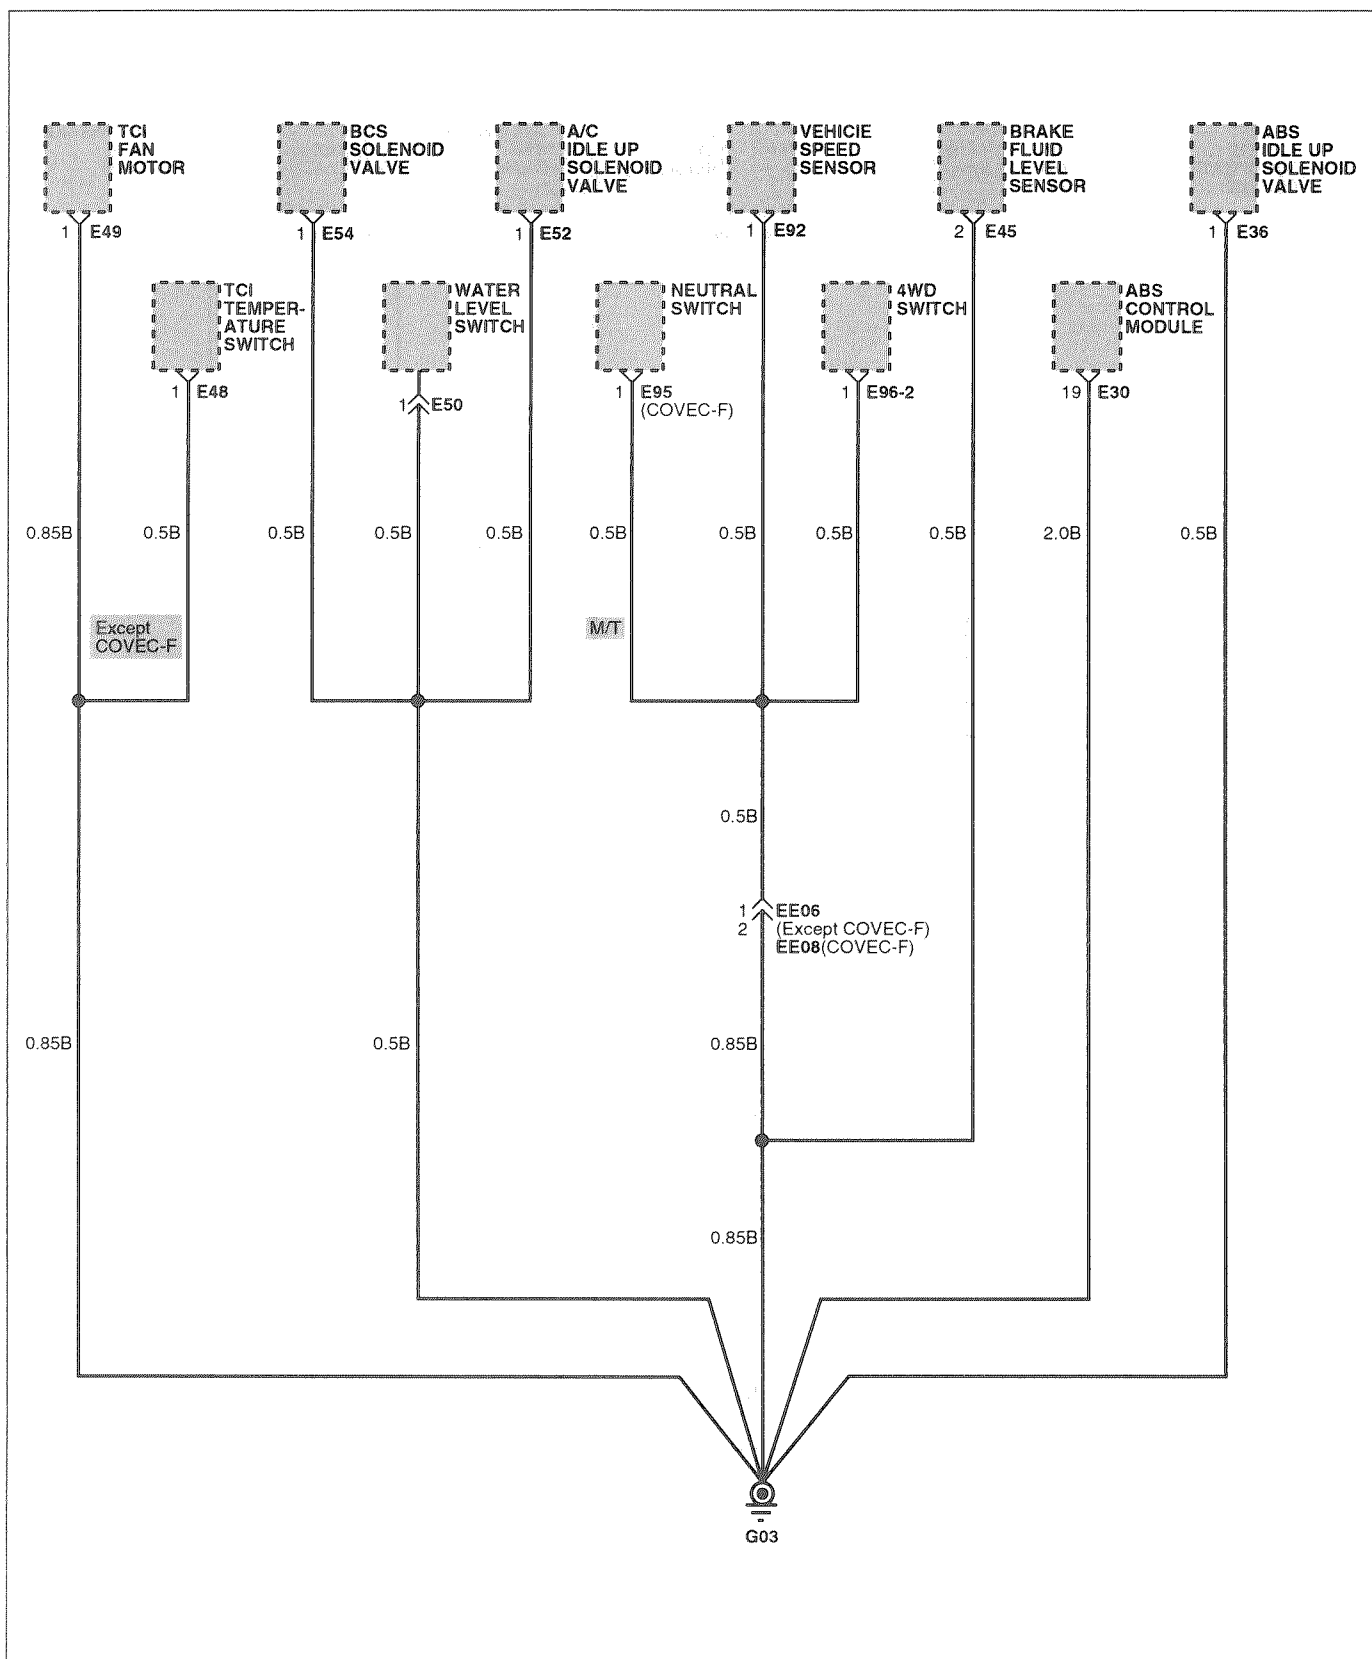 TCI
FAN
MOTOR
BCS
SOLENOID
VALVE
A/C
IDLE UP
SOLENOID
VALVE
VEHICIE
SPEED
SENSOR
BRAKE
FLUID
LEVEL
SENSOR
ABS
IDLE UP
SOLENOID
VALVE
1 E49
1 E54
1 E52
1 E92
2 E45
1 E36
TCI
TEMPER-
ATURE
SWITCH
WATER
LEVEL
SWITCH
NEUTRAL
SWITCH
4WD
SWITCH
ABS
CONTROL
MODULE
1 E48
1 E50
1 E95
(COVEC-F)
1 E96-2
19 E30
0.85B
0.5B
0.5B
0.5B
0.5B
0.5B
0.5B
0.5B
0.5B
2.0B
0.5B
Except
COVEC-F
M/T
0.5B
1 EE06
2 (Except COVEC-F)
EE08(COVEC-F)
0.85B
0.5B
0.85B
0.85B
G03